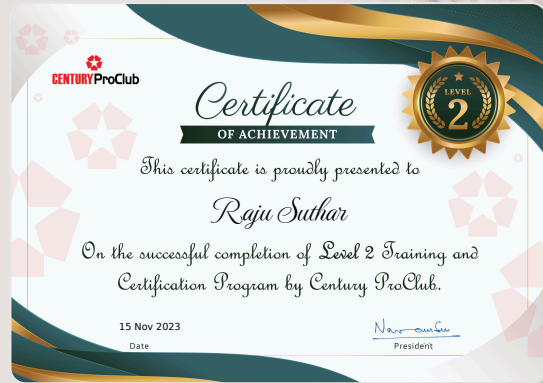 CENTURY ProClub
Certificate
OF ACHIEVEMENT
LEVEL
2
This certificate is proudly presented to
Raju Suthar
On the successful completion of Level 2 Training and
Certification Program by Century ProClub.
15 Nov 2023
Date
President